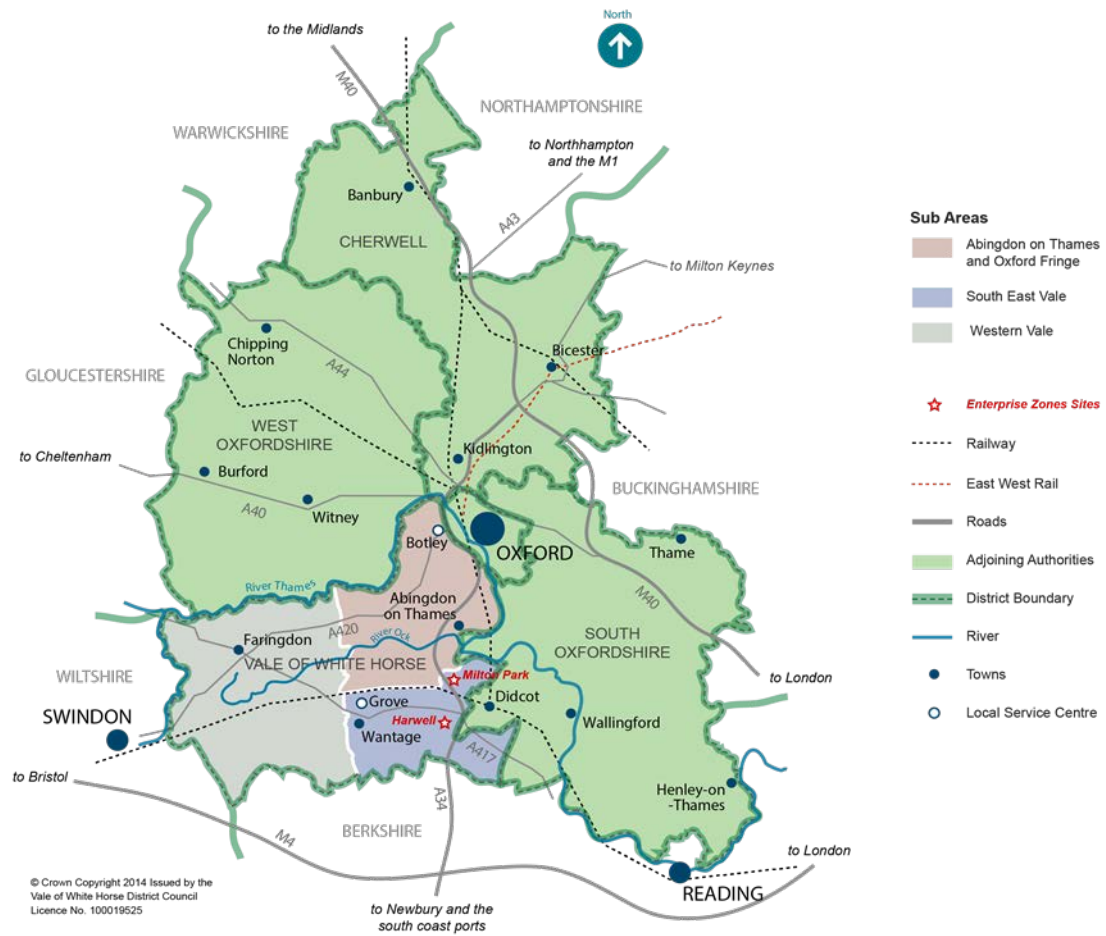 North
to the Midlands
M40
NORTHAMPTONSHIRE
WARWICKSHIRE
to Northhampton
and the M1
Banbury
A43
CHERWELL
to Milton Keynes
Chipping
Norton
A44
Bicester
GLOUCESTERSHIRE
WEST
OXFORDSHIRE
Kidlington
to Cheltenham
Burford
A40
Witney
BUCKINGHAMSHIRE
Botley
OXFORD
Thame
River Thames
Abingdon
on Thames
M40
A420
River Ock
Faringdon
SOUTH
OXFORDSHIRE
VALE OF WHITE HORSE
WILTSHIRE
Milton Park
to London
Grove
Didcot
SWINDON
Harwell
Wallingford
Wantage
A417
to Bristol
A34
Henley-on
-Thames
BERKSHIRE
M4
to London
READING
to Newbury and the
south coast ports
© Crown Copyright 2014 Issued by the
Vale of White Horse District Council
Licence No. 100019525
Sub Areas
Abingdon on Thames
and Oxford Fringe
South East Vale
Western Vale
Enterprise Zones Sites
Railway
East West Rail
Roads
Adjoining Authorities
District Boundary
River
Towns
Local Service Centre